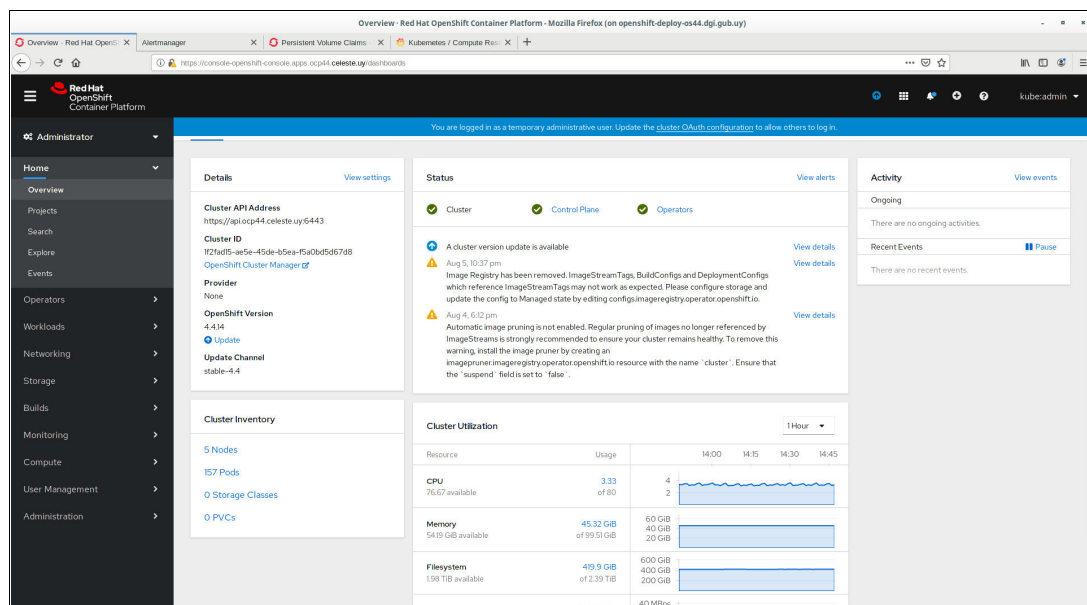 Overview · Red Hat OpenShift Container Platform - Mozilla Firefox (on openshift-deploy-os44.dgi.gub.uy)
Overview · Red Hat OpenS
Alertmanager
Persistent Volume Claims
Kubernetes / Compute Res
https://console-openshift-console.apps.ocp44.celeste.uy/dashboards
Red Hat
OpenShift
Container Platform
kube:admin
You are logged in as a temporary administrative user. Update the cluster OAuth configuration to allow others to log in.
Administrator
Home
Overview
Projects
Search
Explore
Events
Operators
Workloads
Networking
Storage
Builds
Monitoring
Compute
User Management
Administration
Details
View settings
Cluster API Address
https://api.ocp44.celeste.uy:6443
Cluster ID
1f2fad15-ae5e-45de-b5ea-f5a0bd5d67d8
OpenShift Cluster Manager
Provider
None
OpenShift Version
4.4.14
Update
Update Channel
stable-4.4
Cluster Inventory
5 Nodes
157 Pods
0 Storage Classes
0 PVCs
Status
View alerts
Cluster
Control Plane
Operators
A cluster version update is available
View details
Aug 5, 10:37 pm
View details
Image Registry has been removed. ImageStreamTags, BuildConfigs and DeploymentConfigs
which reference ImageStreamTags may not work as expected. Please configure storage and
update the config to Managed state by editing configs.imageregistry.operator.openshift.io.
Aug 4, 6:12 pm
View details
Automatic image pruning is not enabled. Regular pruning of images no longer referenced by
ImageStreams is strongly recommended to ensure your cluster remains healthy. To remove this
warning, install the image pruner by creating an
imagepruner.imageregistry.operator.openshift.io resource with the name `cluster`. Ensure that
the `suspend` field is set to `false`.
Cluster Utilization
1 Hour
Resource
Usage
14:00
14:15
14:30
14:45
CPU
3.33
76.67 available
of 80
4
2
Memory
45.32 GiB
54.19 GiB available
of 99.51 GiB
60 GiB
40 GiB
20 GiB
Filesystem
419.9 GiB
1.98 TiB available
of 2.39 TiB
600 GiB
400 GiB
200 GiB
40 MBps
Activity
View events
Ongoing
There are no ongoing activities.
Recent Events
Pause
There are no recent events.